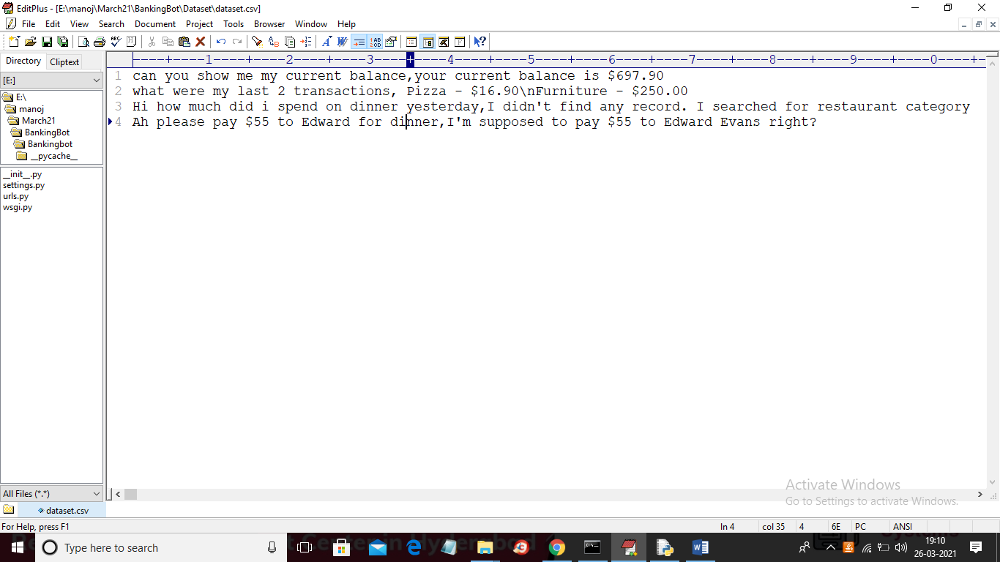 EditPlus - [E:\manoj\March21\BankingBot\Dataset\dataset.csv]
File Edit View Search Document Project Tools Browser Window Help
Directory Cliptext
[E:]
E:\
manoj
March21
BankingBot
Bankingbot
__pycache__
__init__.py
settings.py
urls.py
wsgi.py
All Files (*.*)
----+----1----+----2----+----3----+----4----+----5----+----6----+----7----+----8----+----9----+----0----+-
1 can you show me my current balance,your current balance is $697.90
2 what were my last 2 transactions, Pizza - $16.90\nFurniture - $250.00
3 Hi how much did i spend on dinner yesterday,I didn't find any record. I searched for restaurant category
4 Ah please pay $55 to Edward for dinner,I'm supposed to pay $55 to Edward Evans right?
Activate Windows
Go to Settings to activate Windows.
dataset.csv
For Help, press F1 ln 4 col 35 4 6E PC ANSI
Type here to search
19:10
26-03-2021